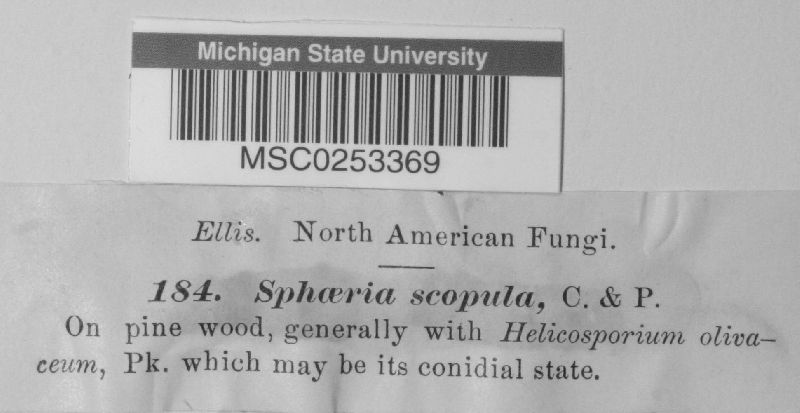 Michigan State University
MSC0253369
Ellis. North American Fungi.
184. Sphæria scopula, C. & P.
On pine wood, generally with Helicosporium oliva-
ceum, Pk. which may be its conidial state.